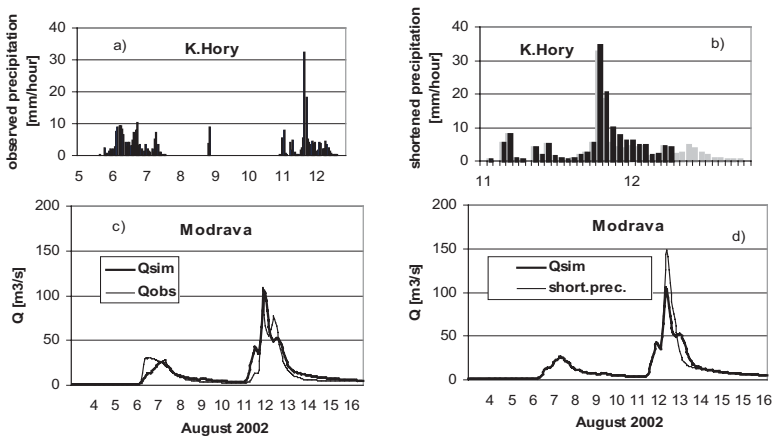 observed precipitation
[mm/hour]
40
30
20
10
0
a)
K.Hory
5 6 7 8 9 10 11 12
shortened precipitation
[mm/hour]
40
30
20
10
0
b)
K.Hory
11 12
Q [m3/s]
200
150
100
50
0
c)
Modrava
Qsim
Qobs
4 5 6 7 8 9 10 11 12 13 14 15 16
August 2002
Q [m3/s]
200
150
100
50
0
d)
Modrava
Qsim
short.prec.
4 5 6 7 8 9 10 11 12 13 14 15 16
August 2002